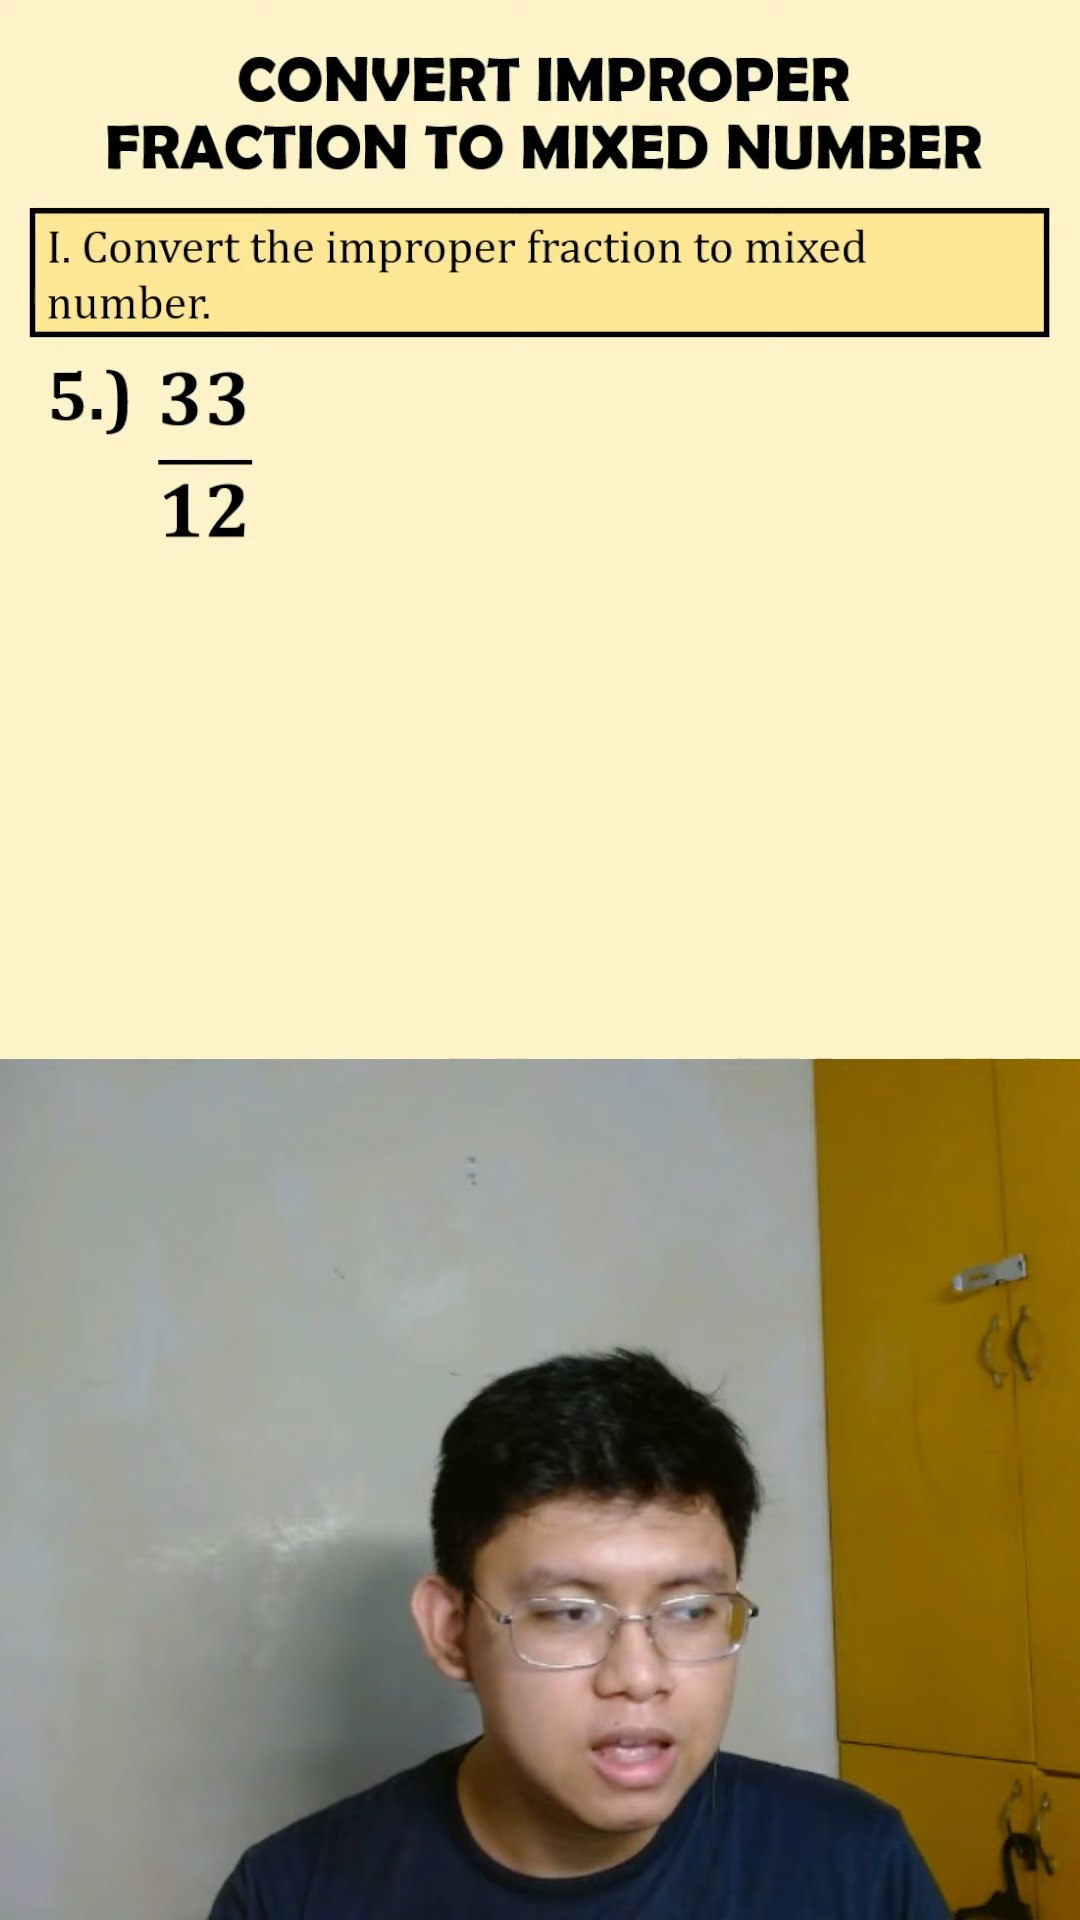 CONVERT IMPROPER
FRACTION TO MIXED NUMBER
I. Convert the improper fraction to mixed
number.
5.) 33
12